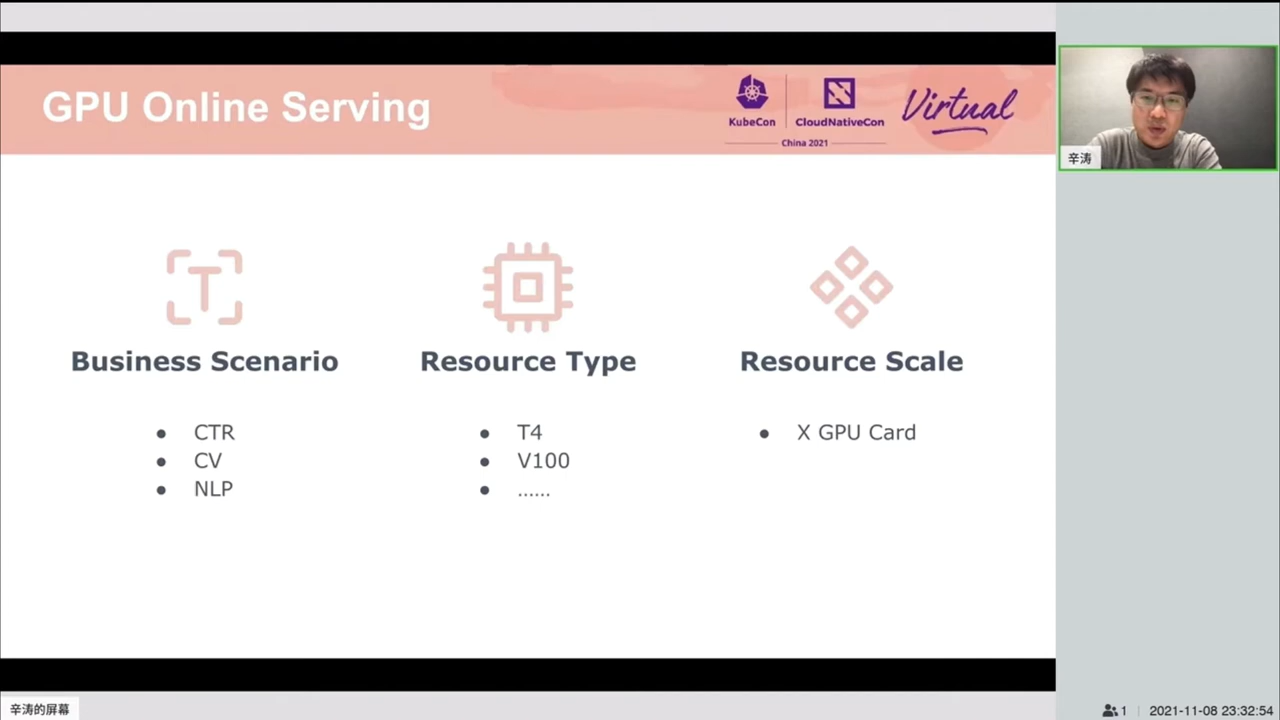 GPU Online Serving
KubeCon
CloudNativeCon
China 2021
Virtual
辛涛
T
Business Scenario
Resource Type
Resource Scale
• CTR
• CV
• NLP
• T4
• V100
• ......
• X GPU Card
辛涛的屏幕
1
2021-11-08 23:32:54